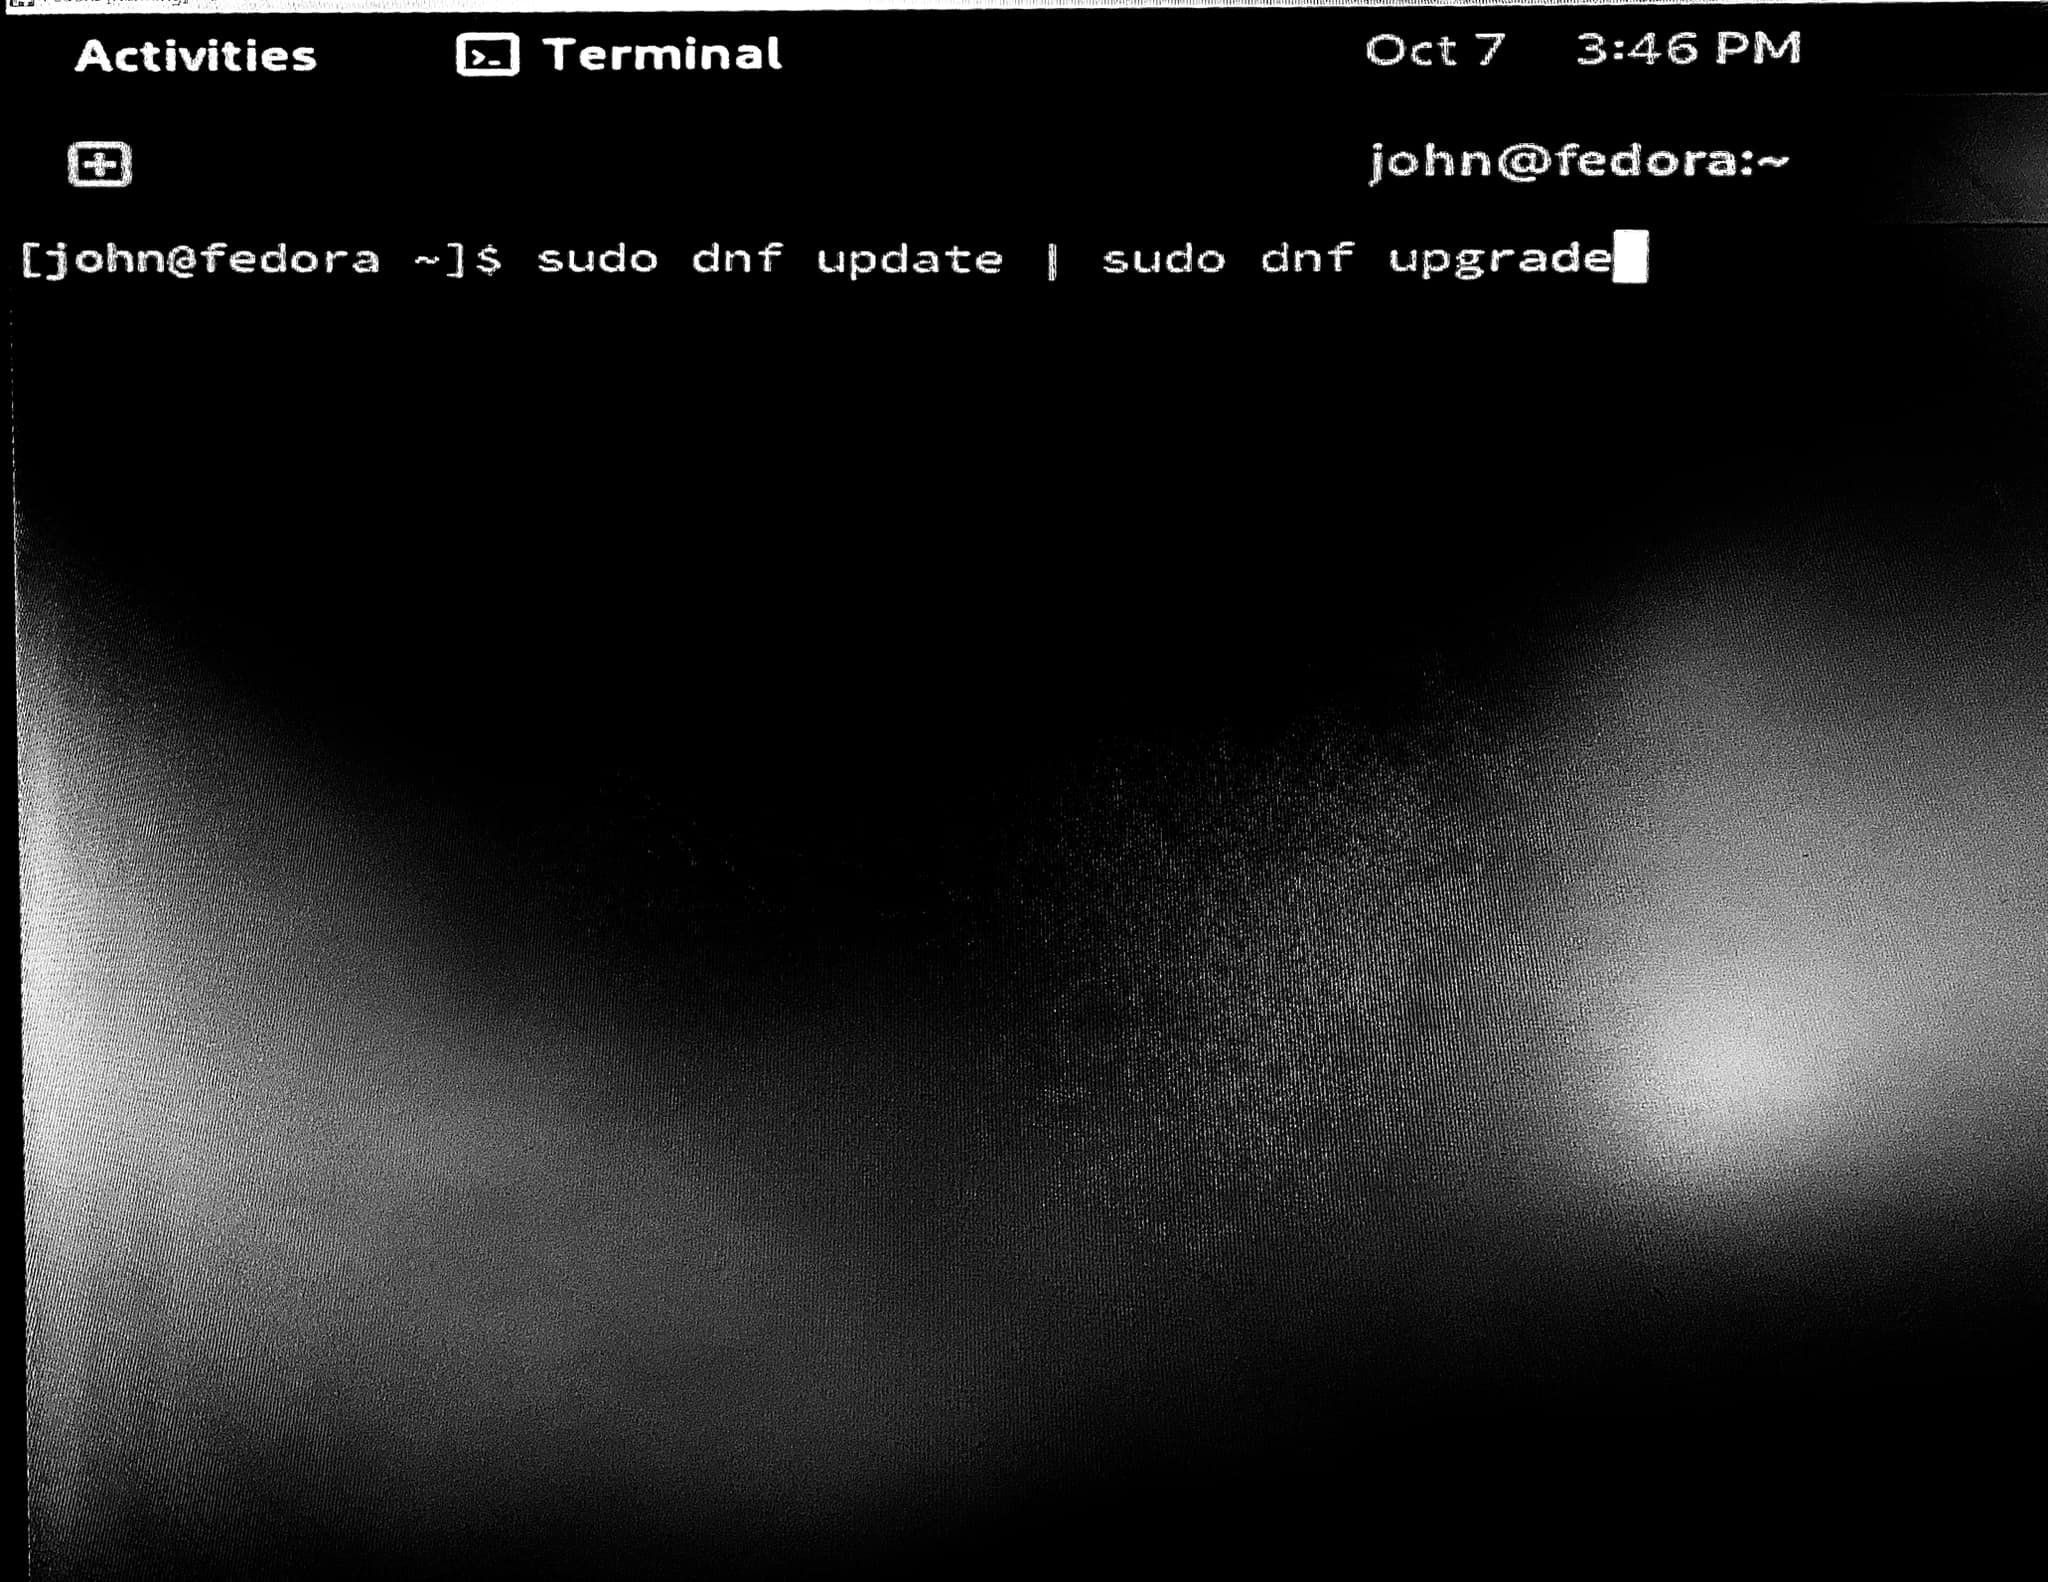 Activities Terminal Oct 7 3:46 PM
john@fedora:~
[john@fedora ~]$ sudo dnf update | sudo dnf upgrade